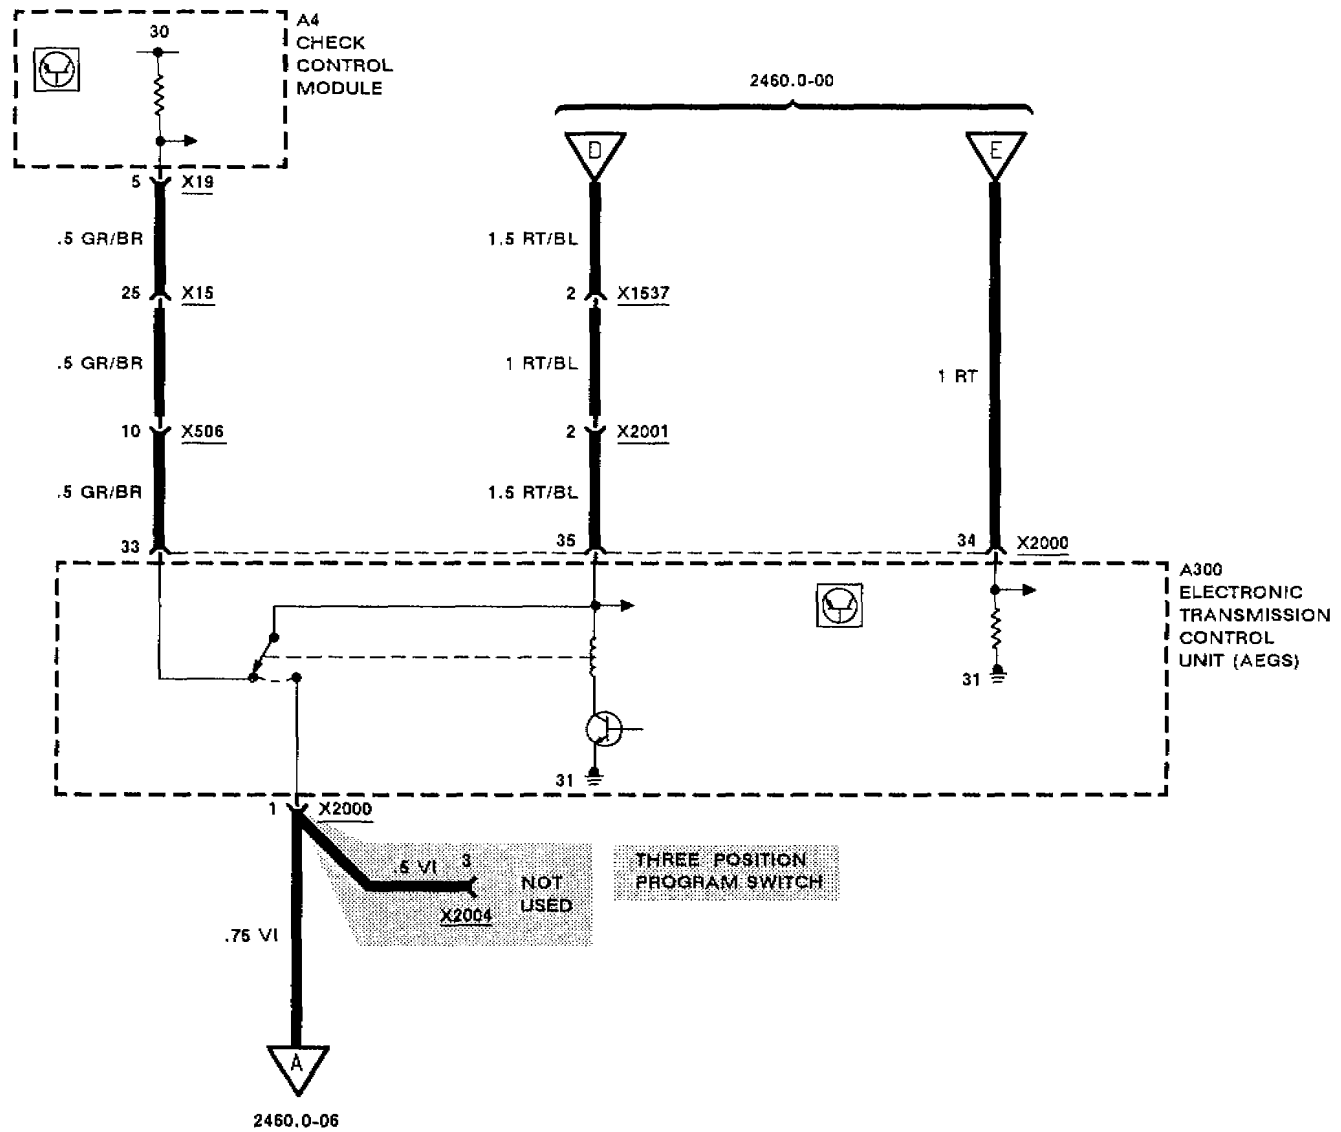 A4
CHECK
CONTROL
MODULE
30
2460.0-00
D
E
5 X19
.5 GR/BR
1.5 RT/BL
25 X15
2 X1537
.5 GR/BR
1 RT/BL
1 RT
10 X506
2 X2001
.5 GR/BR
1.5 RT/BL
33
35
34 X2000
A300
ELECTRONIC
TRANSMISSION
CONTROL
UNIT (AEGS)
31
31
1 X2000
.5 VI 3
NOT
USED
X2004
THREE POSITION
PROGRAM SWITCH
.75 VI
A
2460.0-06